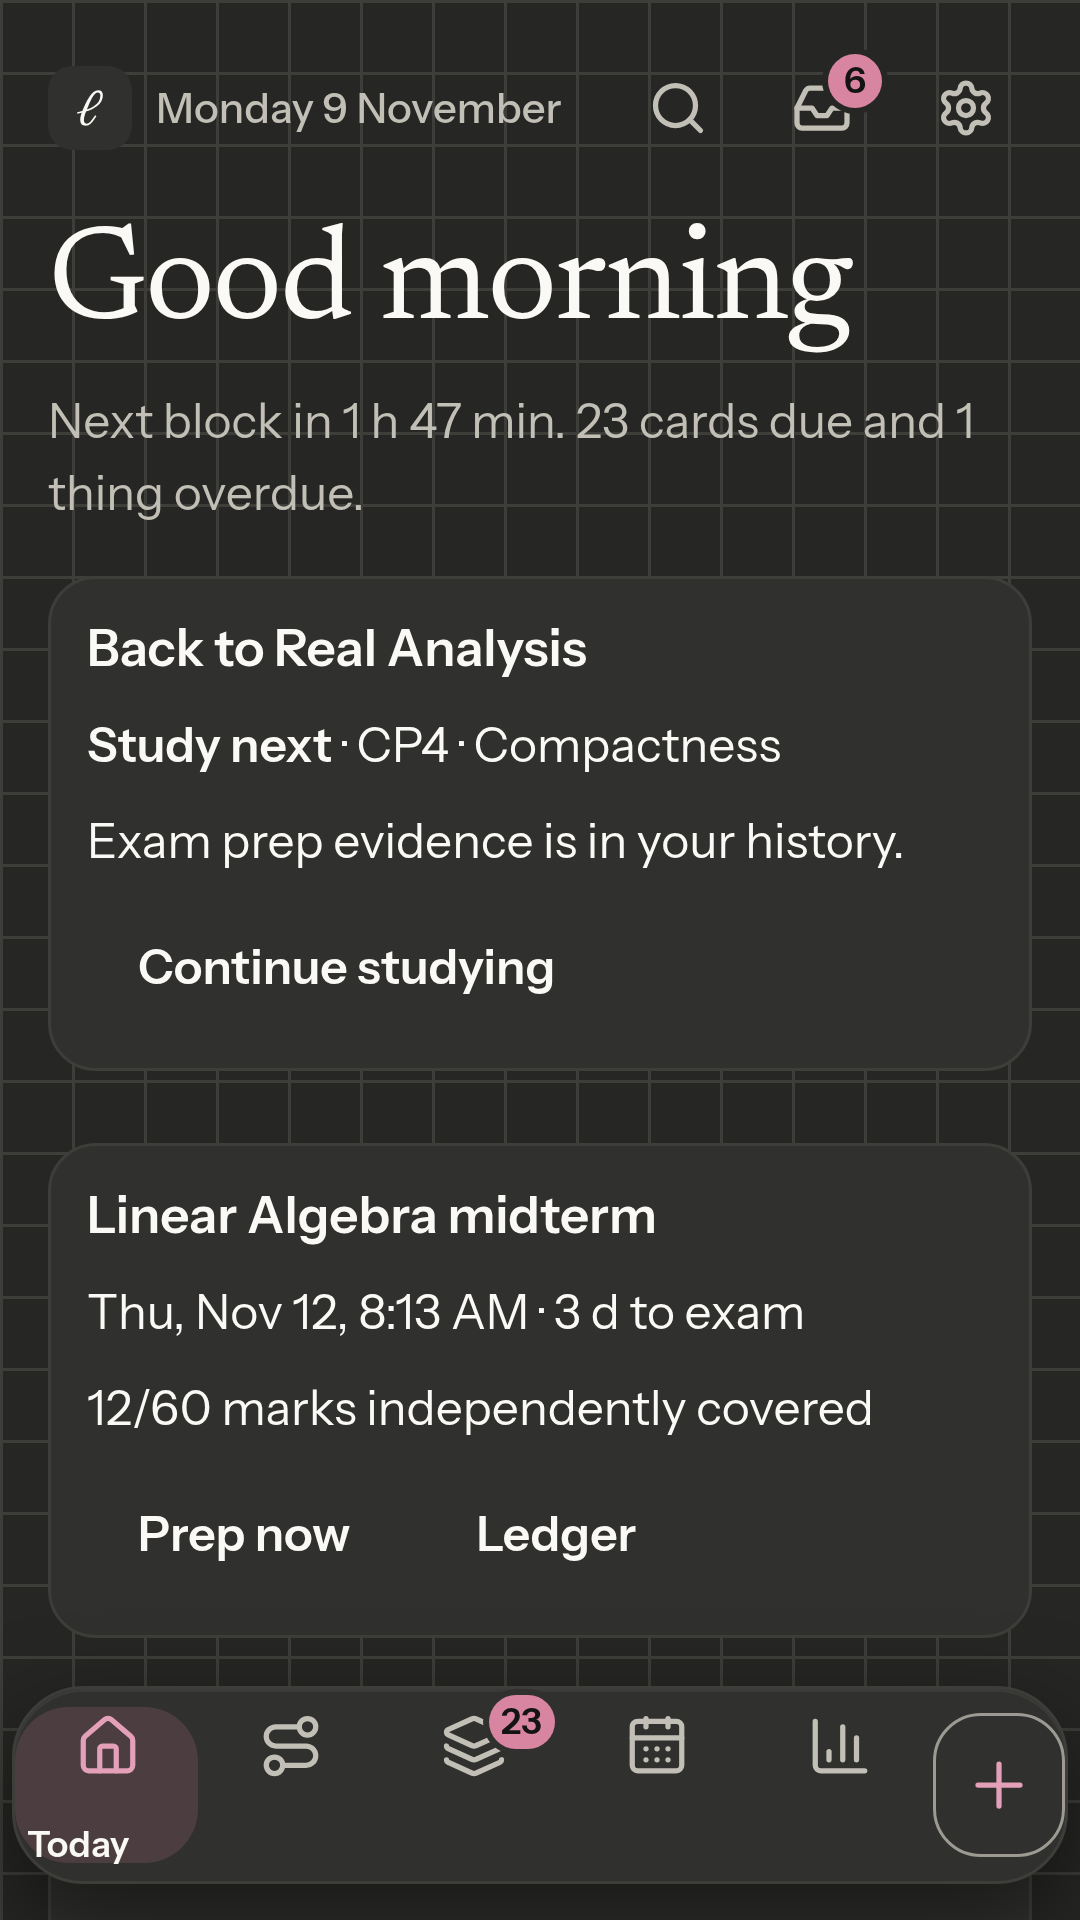 ℓ Monday 9 November 6
Good morning
Next block in 1 h 47 min. 23 cards due and 1
thing overdue.
Back to Real Analysis
Study next · CP4 · Compactness
Exam prep evidence is in your history.
Continue studying
Linear Algebra midterm
Thu, Nov 12, 8:13 AM · 3 d to exam
12/60 marks independently covered
Prep now Ledger
23
Today